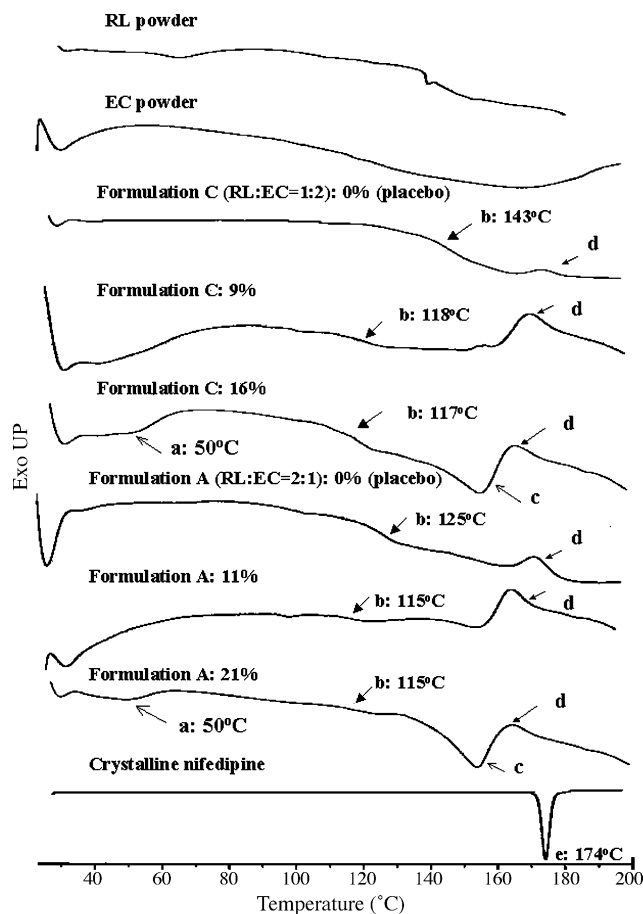 RL powder
EC powder
Formulation C (RL:EC=1:2): 0% (placebo)
b: 143°C
d
Formulation C: 9%
d
b: 118°C
Formulation C: 16%
b: 117°C
d
a: 50°C
c
Exo UP
Formulation A (RL:EC=2:1): 0% (placebo)
b: 125°C
d
Formulation A: 11%
b: 115°C
d
Formulation A: 21%
b: 115°C
d
a: 50°C
c
Crystalline nifedipine
e: 174°C
40 60 80 100 120 140 160 180 200
Temperature (˚C)